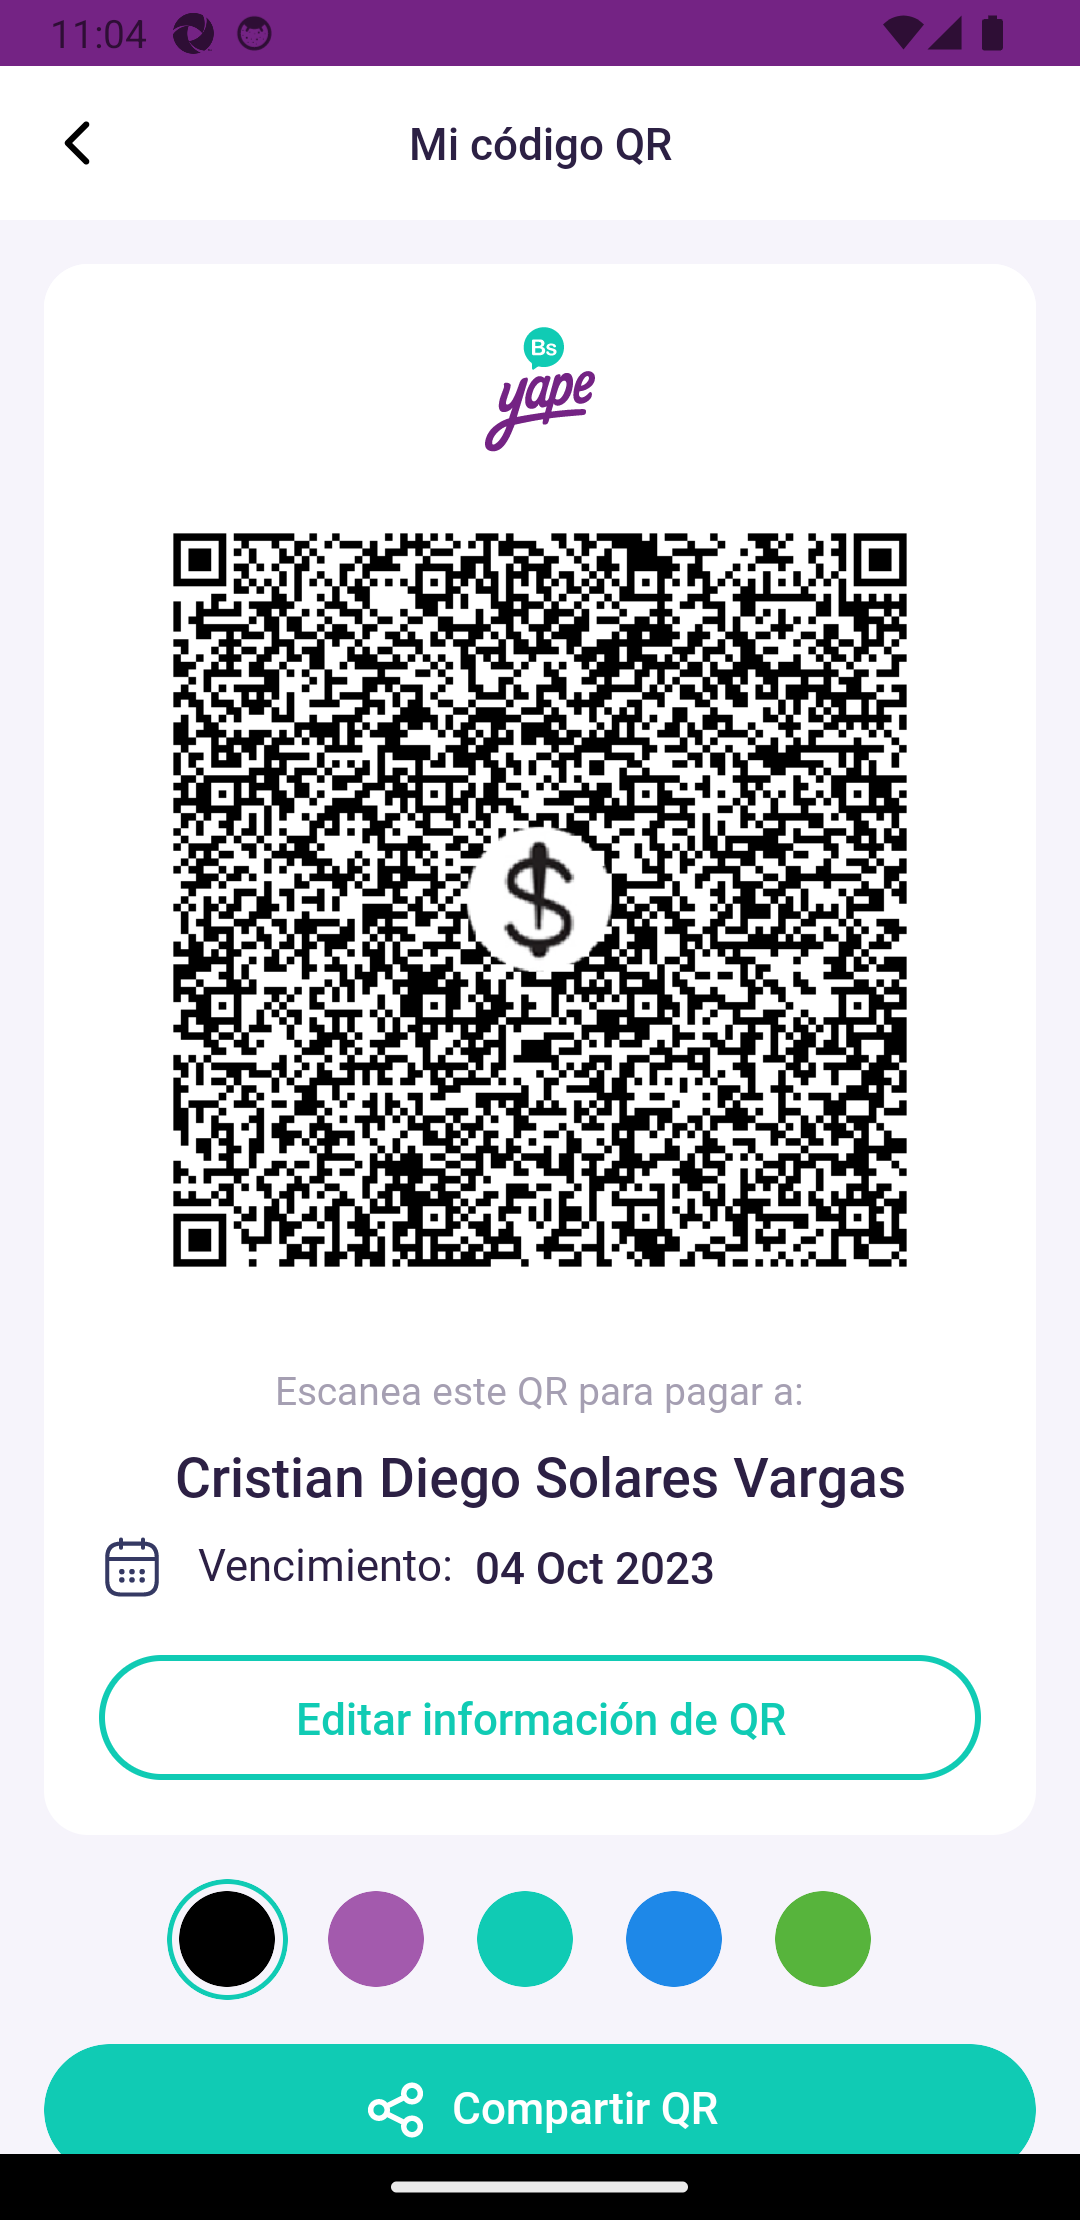 11:04
Mi código QR
Bs
yape
$
Escanea este QR para pagar a:
Cristian Diego Solares Vargas
Vencimiento: 04 Oct 2023
Editar información de QR
Compartir QR